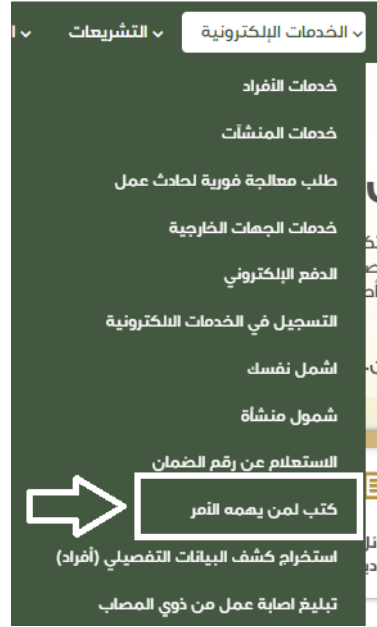 الخدمات الإلكترونية
التشريعات
خدمات الأفراد
خدمات المنشآت
طلب معالجة فورية لحادث عمل
خدمات الجهات الخارجية
الدفع الإلكتروني
التسجيل في الخدمات الالكترونية
اشمل نفسك
شمول منشأة
الاستعلام عن رقم الضمان
كتب لمن يهمه الأمر
استخراج كشف البيانات التفصيلي (أفراد)
تبليغ اصابة عمل من ذوي المصاب